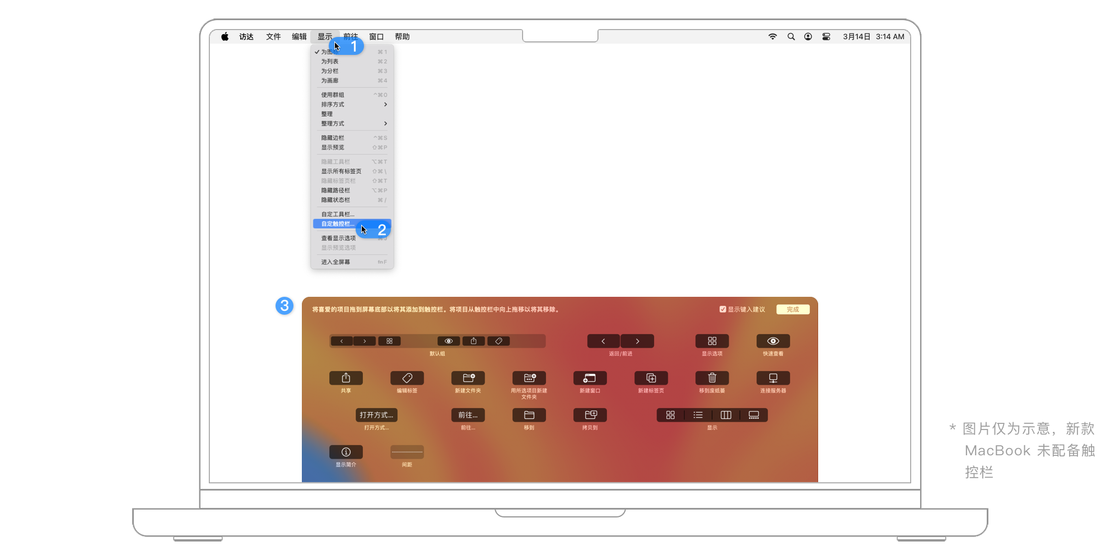 访达 文件 编辑 显示 前往 窗口 帮助 3月14日 3:14 AM
1
⌘1
为列表 ⌘2
为分栏 ⌘3
为画廊 ⌘4
使用群组 ⌃⌘0
排序方式
整理
整理方式
隐藏边栏 ⌃⌘S
显示预览 ⇧⌘P
隐藏工具栏 ⌥⌘T
显示所有标签页 ⇧⌘\
隐藏标签页栏 ⇧⌘T
隐藏路径栏 ⌥⌘P
隐藏状态栏 ⌘/
自定工具栏...
自定触控栏...
2
查看显示选项
显示预览选项
进入全屏幕
3
将喜爱的项目拖到屏幕底部以将其添加到触控栏。将项目从触控栏中向上拖移以将其移除。 显示键入建议 完成
默认组 返回/前进 显示选项 快速查看
共享 编辑标签 新建文件夹 用所选项目新建文件夹 新建窗口 新建标签页 移到废纸篓 连接服务器
打开方式... 前往...
打开方式... 前往... 移到 拷贝到 显示
显示简介 间距
* 图片仅为示意，新款
MacBook 未配备触
控栏